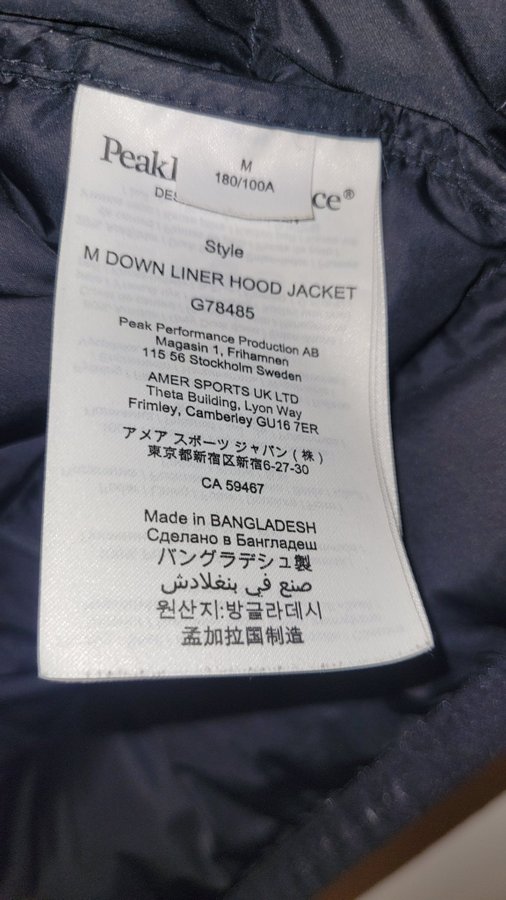 Peak
M
180/100A
ce®
DES
Style
M DOWN LINER HOOD JACKET
G78485
Peak Performance Production AB
Magasin 1, Frihamnen
115 56 Stockholm Sweden
AMER SPORTS UK LTD
Theta Building, Lyon Way
Frimley, Camberley GU16 7ER
アメア スポーツ ジャパン(株)
東京都新宿区新宿6-27-30
CA 59467
Made in BANGLADESH
Сделано в Бангладеш
バングラデシュ製
صنع في بنغلادش
원산지:방글라데시
孟加拉国制造